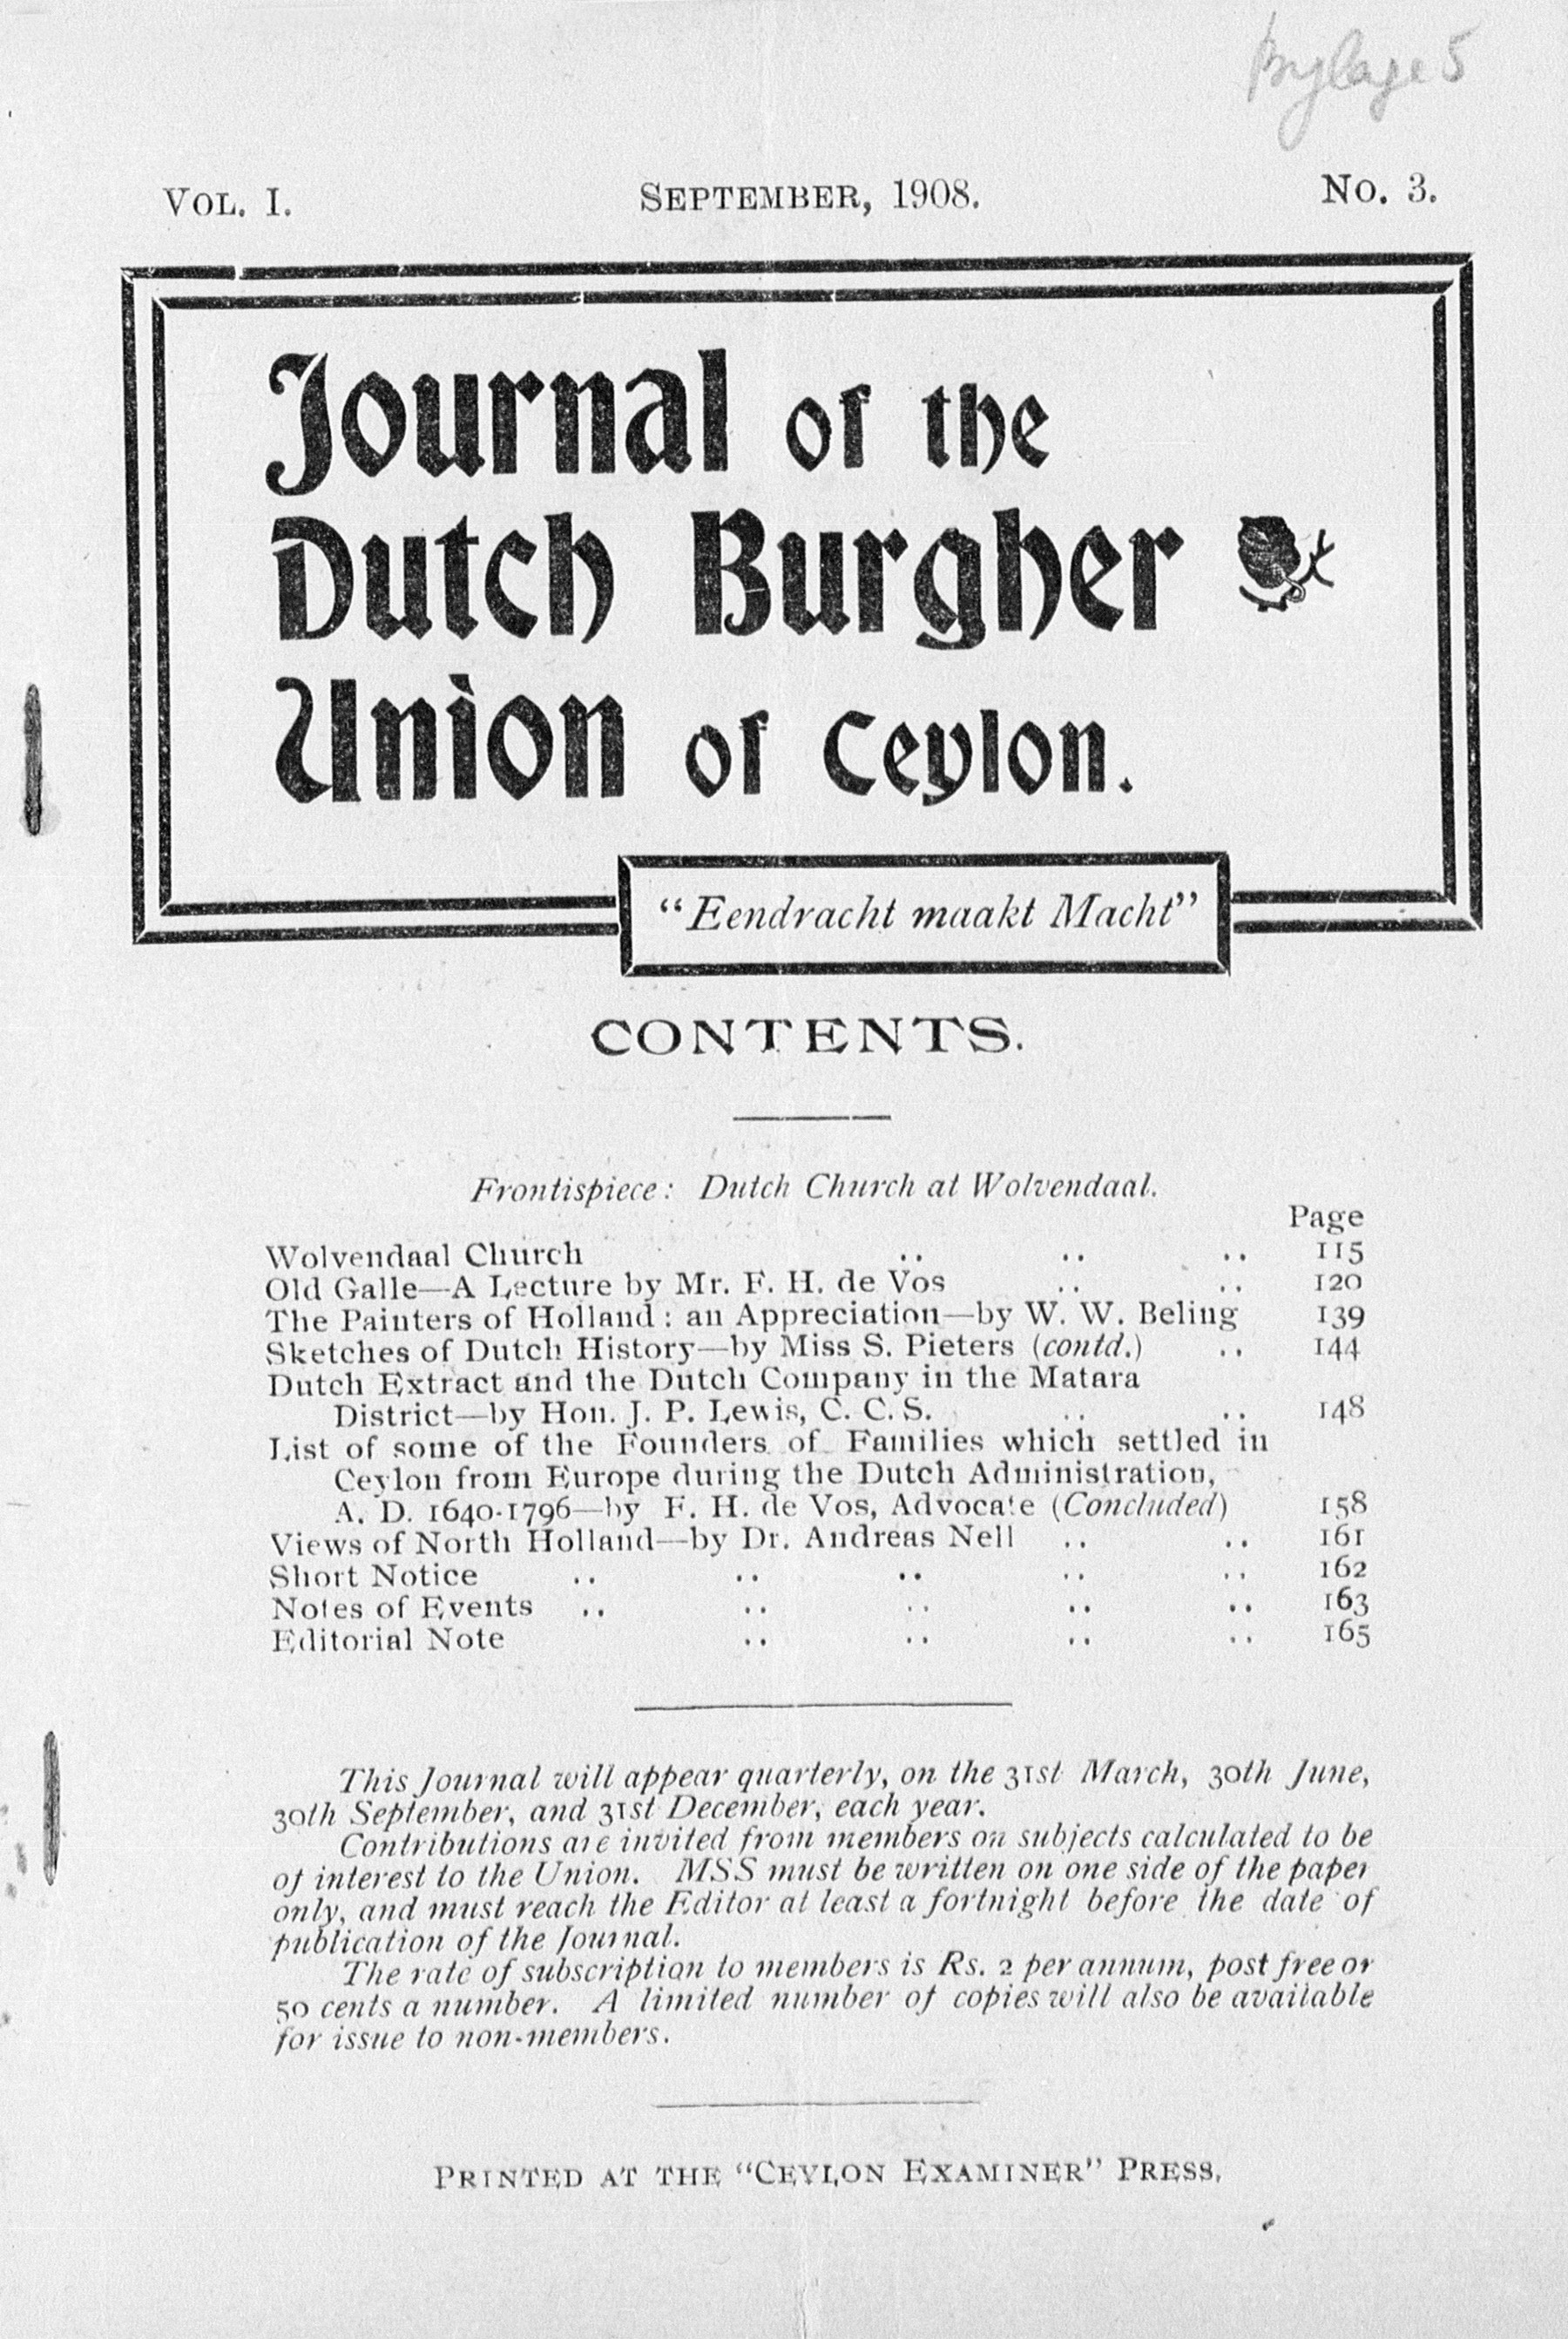 Bylage 5
VOL. I. SEPTEMBER, 1908. No. 3.
Journal of the
Dutch Burgher
Union of Ceylon.
"Eendracht maakt Macht"
CONTENTS.
Frontispiece: Dutch Church at Wolvendaal.
Page
Wolvendaal Church .. .. .. 115
Old Galle—A Lecture by Mr. F. H. de Vos .. .. 120
The Painters of Holland: an Appreciation—by W. W. Beling 139
Sketches of Dutch History—by Miss S. Pieters (contd.) .. 144
Dutch Extract and the Dutch Company in the Matara
District—by Hon. J. P. Lewis, C. C. S. .. .. 148
List of some of the Founders of Families which settled in
Ceylon from Europe during the Dutch Administration,
A. D. 1640-1796—by F. H. de Vos, Advocate (Concluded) 158
Views of North Holland—by Dr. Andreas Nell .. .. 161
Short Notice .. .. .. .. .. 162
Notes of Events .. .. .. .. .. 163
Editorial Note .. .. .. .. 165
This Journal will appear quarterly, on the 31st March, 30th June,
30th September, and 31st December, each year.
Contributions are invited from members on subjects calculated to be
of interest to the Union. MSS must be written on one side of the paper
only, and must reach the Editor at least a fortnight before the date of
publication of the Journal.
The rate of subscription to members is Rs. 2 per annum, post free or
50 cents a number. A limited number of copies will also be available
for issue to non-members.
PRINTED AT THE "CEYLON EXAMINER" PRESS.